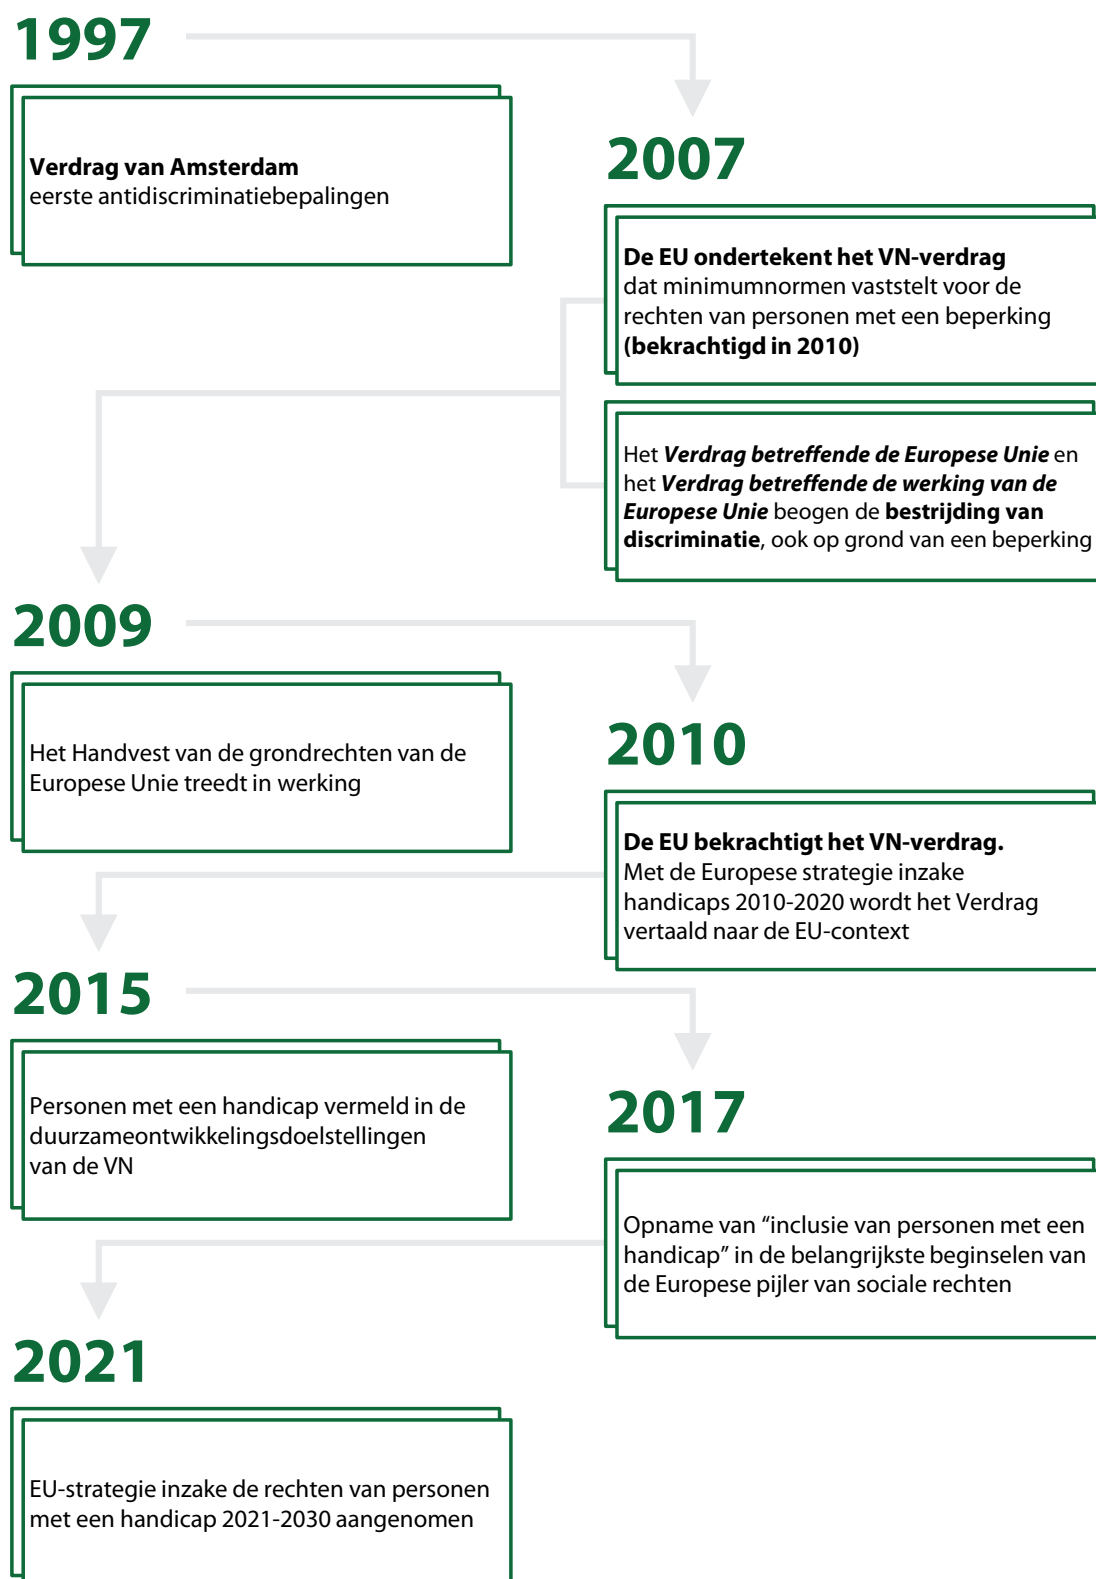 1997
Verdrag van Amsterdam
eerste antidiscriminatiebepalingen
2007
De EU ondertekent het VN-verdrag
dat minimumnormen vaststelt voor de
rechten van personen met een beperking
(bekrachtigd in 2010)
Het Verdrag betreffende de Europese Unie en
het Verdrag betreffende de werking van de
Europese Unie beogen de bestrijding van
discriminatie, ook op grond van een beperking
2009
Het Handvest van de grondrechten van de
Europese Unie treedt in werking
2010
De EU bekrachtigt het VN-verdrag.
Met de Europese strategie inzake
handicaps 2010-2020 wordt het Verdrag
vertaald naar de EU-context
2015
Personen met een handicap vermeld in de
duurzameontwikkelingsdoelstellingen
van de VN
2017
Opname van “inclusie van personen met een
handicap” in de belangrijkste beginselen van
de Europese pijler van sociale rechten
2021
EU-strategie inzake de rechten van personen
met een handicap 2021-2030 aangenomen